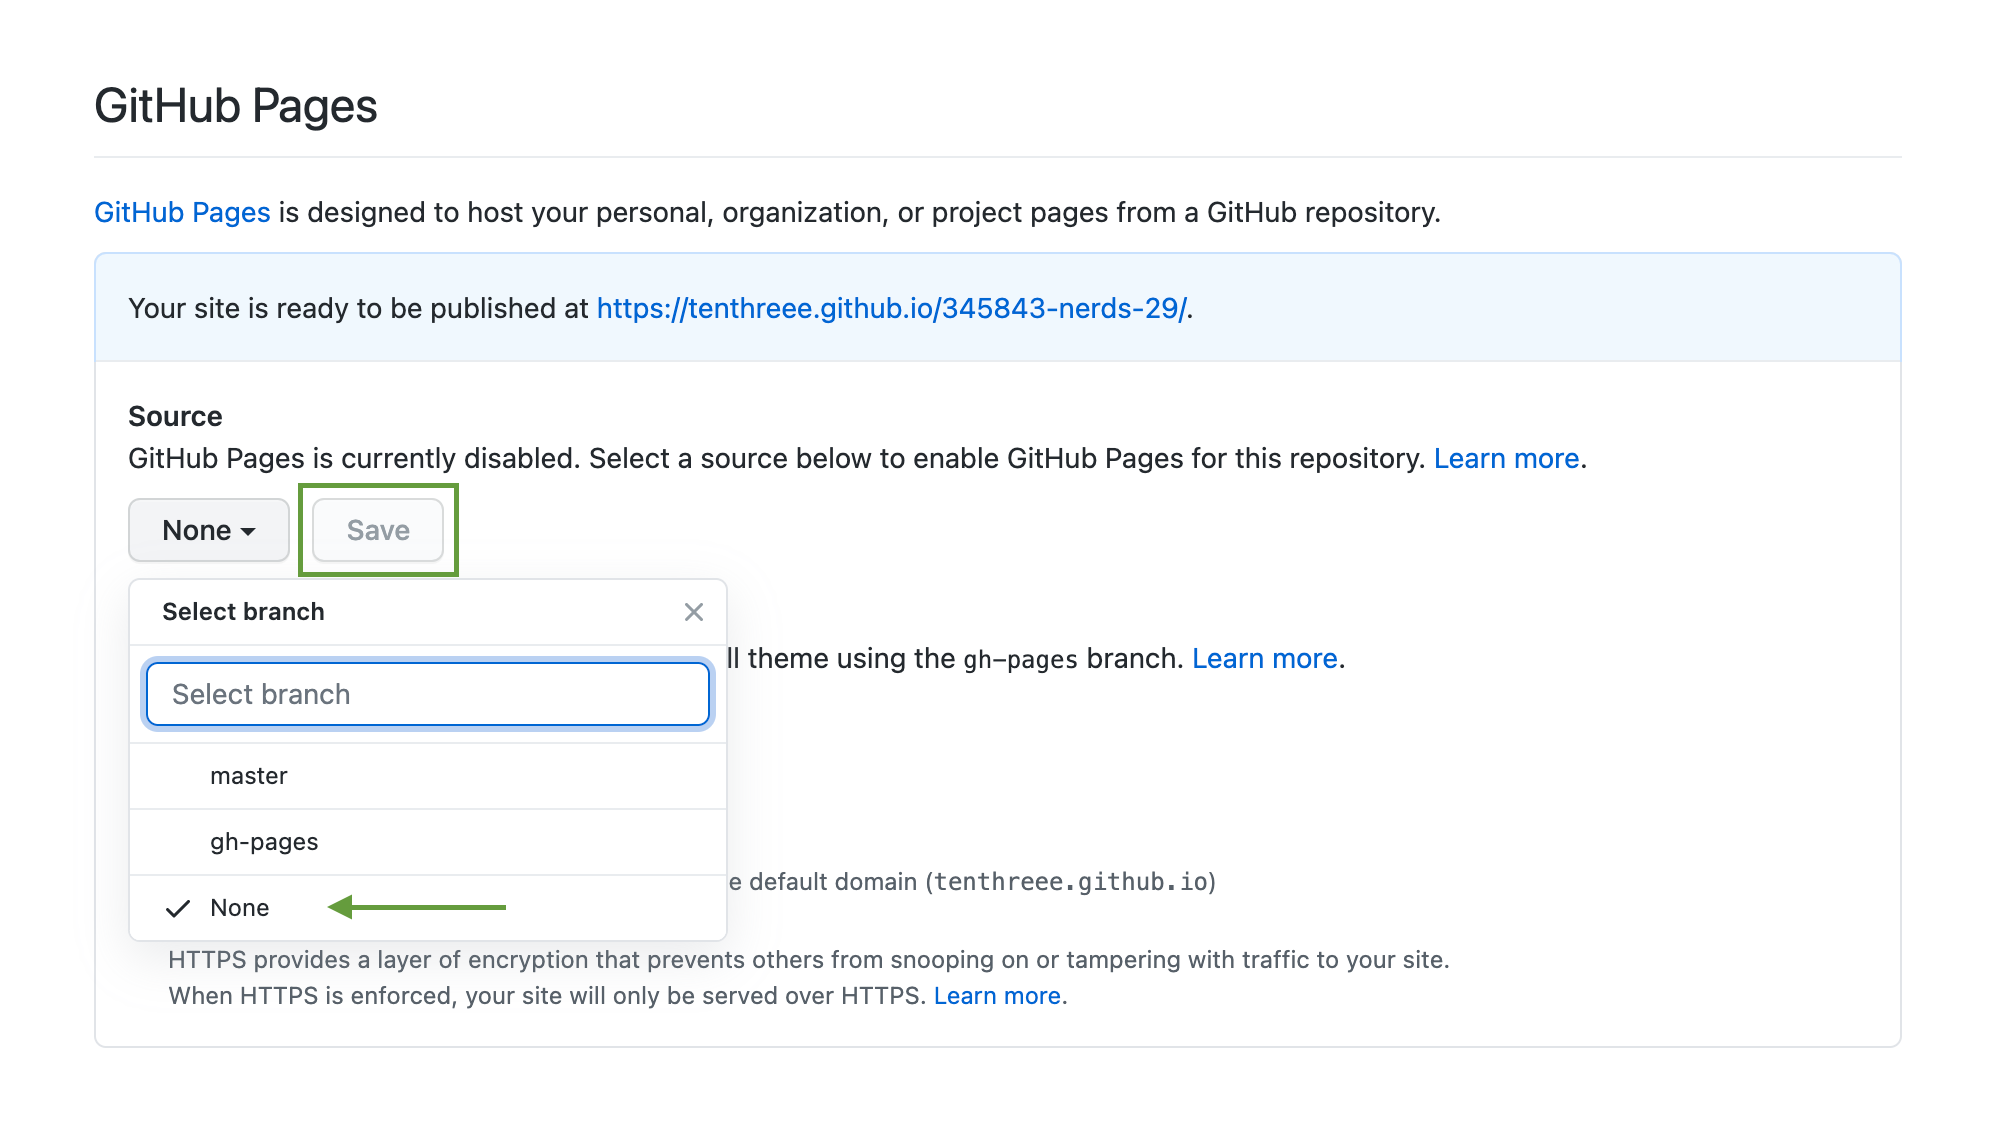 GitHub Pages
GitHub Pages is designed to host your personal, organization, or project pages from a GitHub repository.
Your site is ready to be published at https://tenthreee.github.io/345843-nerds-29/.
Source
GitHub Pages is currently disabled. Select a source below to enable GitHub Pages for this repository. Learn more.
None Save
Select branch
ll theme using the gh-pages branch. Learn more.
Select branch
master
gh-pages
e default domain (tenthreee.github.io)
None
HTTPS provides a layer of encryption that prevents others from snooping on or tampering with traffic to your site.
When HTTPS is enforced, your site will only be served over HTTPS. Learn more.